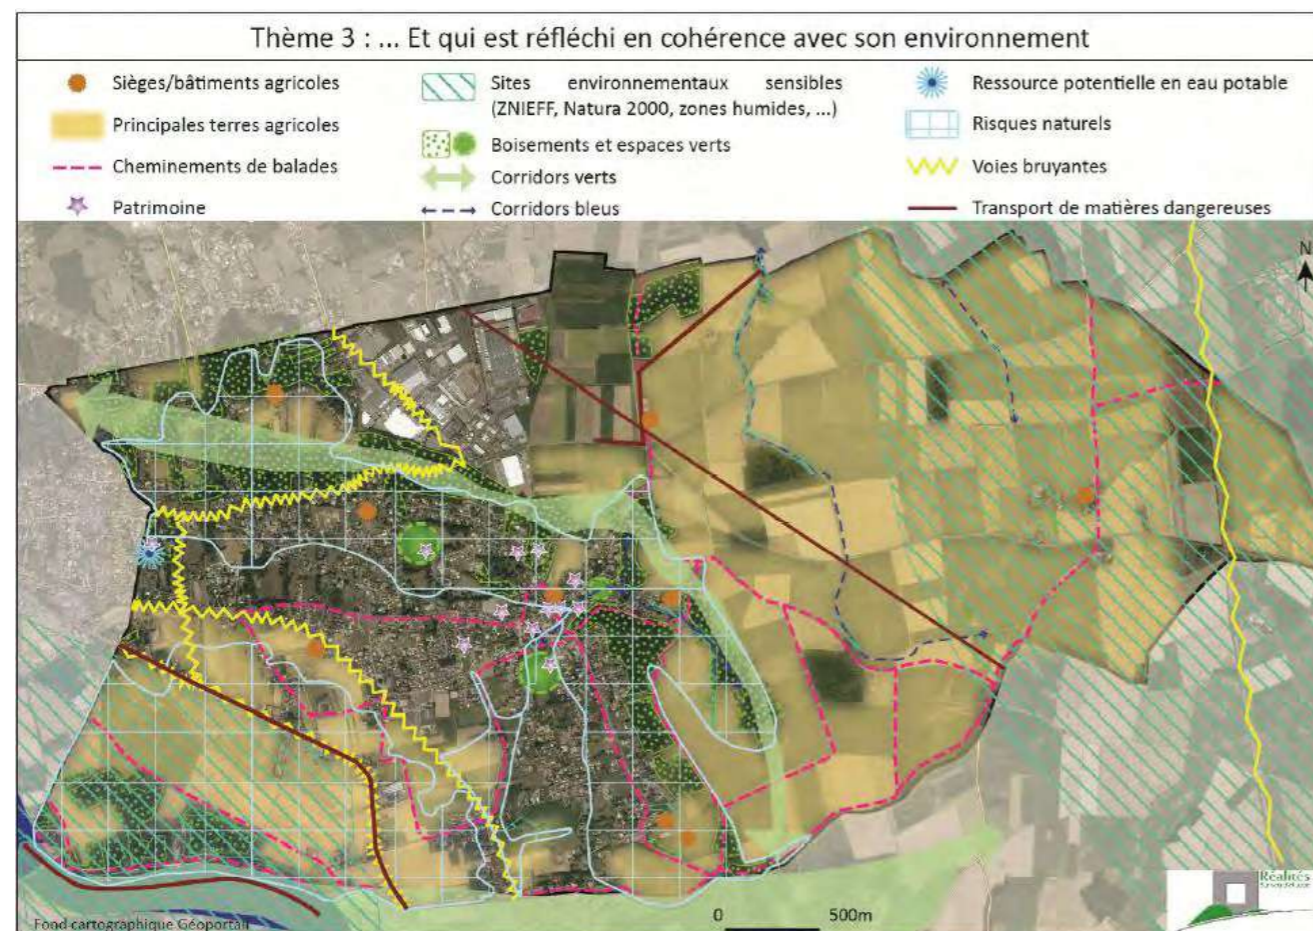 Thème 3 : ... Et qui est réfléchi en cohérence avec son environnement
Sièges/bâtiments agricoles
Principales terres agricoles
Cheminements de balades
Patrimoine
Sites environnementaux sensibles
(ZNIEFF, Natura 2000, zones humides, ...)
Boisements et espaces verts
Corridors verts
Corridors bleus
Ressource potentielle en eau potable
Risques naturels
Voies bruyantes
Transport de matières dangereuses
N
Réalités
0 500m
Fond cartographique Géoportail